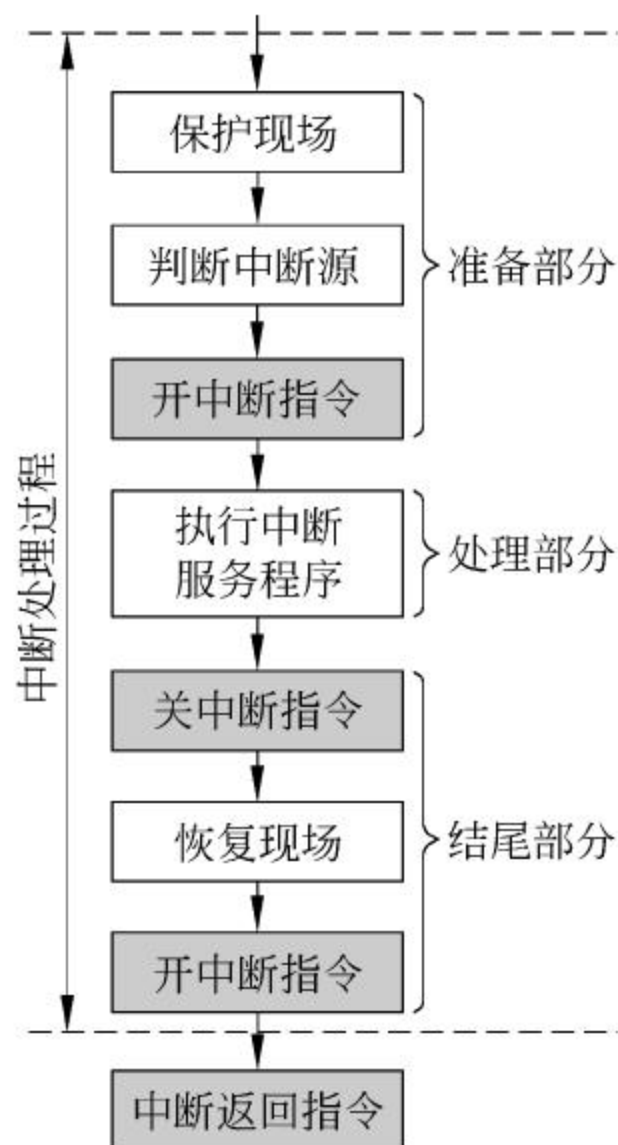 保护现场
判断中断源
开中断指令
准备部分
执行中断
服务程序
处理部分
中断处理过程
关中断指令
恢复现场
开中断指令
结尾部分
中断返回指令